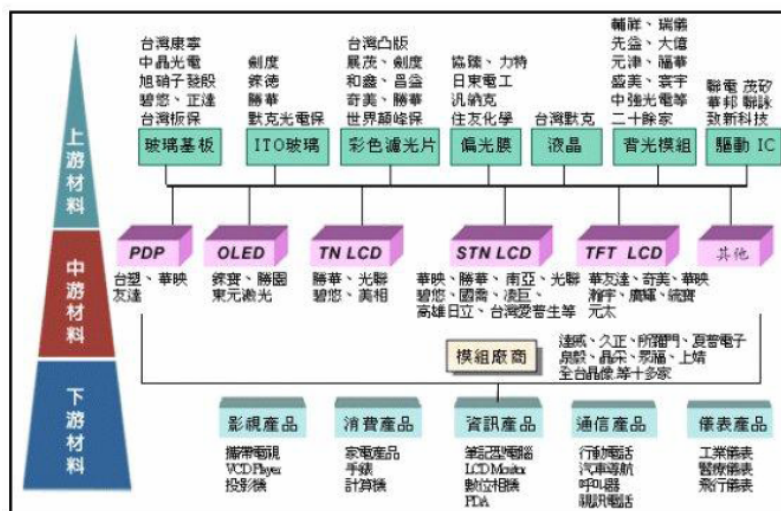 台灣康寧
中晶光電
旭硝子發殷
碧悠、正達
台灣板保
玻璃基板
劍度
錸德
勝華
默克光電保
ITO玻璃
台灣凸版
展茂、劍度
和鑫、昌益
奇美、勝華
世界巔峰保
彩色濾光片
協臻、力特
日東電工
汎納克
住友化學
偏光膜
台灣默克
液晶
輔祥、瑞儀
先益、大億
元津、福華
盛美、寰宇
中強光電等
二十餘家
背光模組
聯電 茂矽
華邦 聯詠
致新科技
驅動 IC
上游材料
中游材料
下游材料
PDP
台塑、華映
友達
OLED
錸寶、勝園
東元激光
TN LCD
勝華、光聯
碧悠、美相
STN LCD
華映、勝華、南亞、光聯
碧悠、國喬、凌巨、
高雄日立、台灣愛普生等
TFT LCD
華友達、奇美、華映
瀚宇、廣輝、統寶
元太
其他
模組廠商
達威、久正、所羅門、夏普電子
泉毅、晶采、眾福、上婧
全台晶像等十多家
影視產品
攜帶電視
VCD Player
投影機
消費產品
家電產品
手錶
計算機
資訊產品
筆記型電腦
LCD Monitor
數位相機
PDA
通信產品
行動電話
汽車導航
呼叫器
視訊電話
儀表產品
工業儀表
醫療儀表
飛行儀表